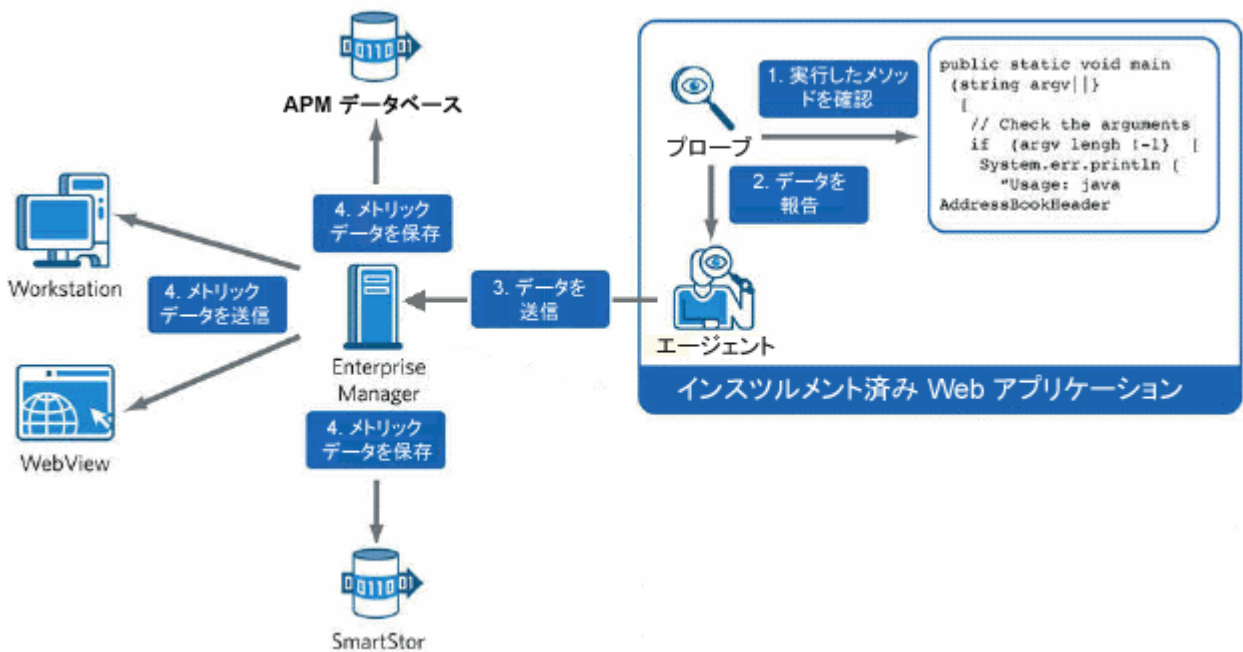 APM データベース
4. メトリック
データを保存
Workstation
4. メトリック
データを送信
WebView
Enterprise
Manager
4. メトリック
データを保存
SmartStor
3. データを
送信
プローブ
1. 実行したメソッ
ドを確認
2. データを
報告
エージェント
public static void main
(string argv||}
[
// Check the arguments
if (argv lengh !-1} [
System.err.println (
"Usage: java
AddressBookHeader
インスツルメント済み Web アプリケーション